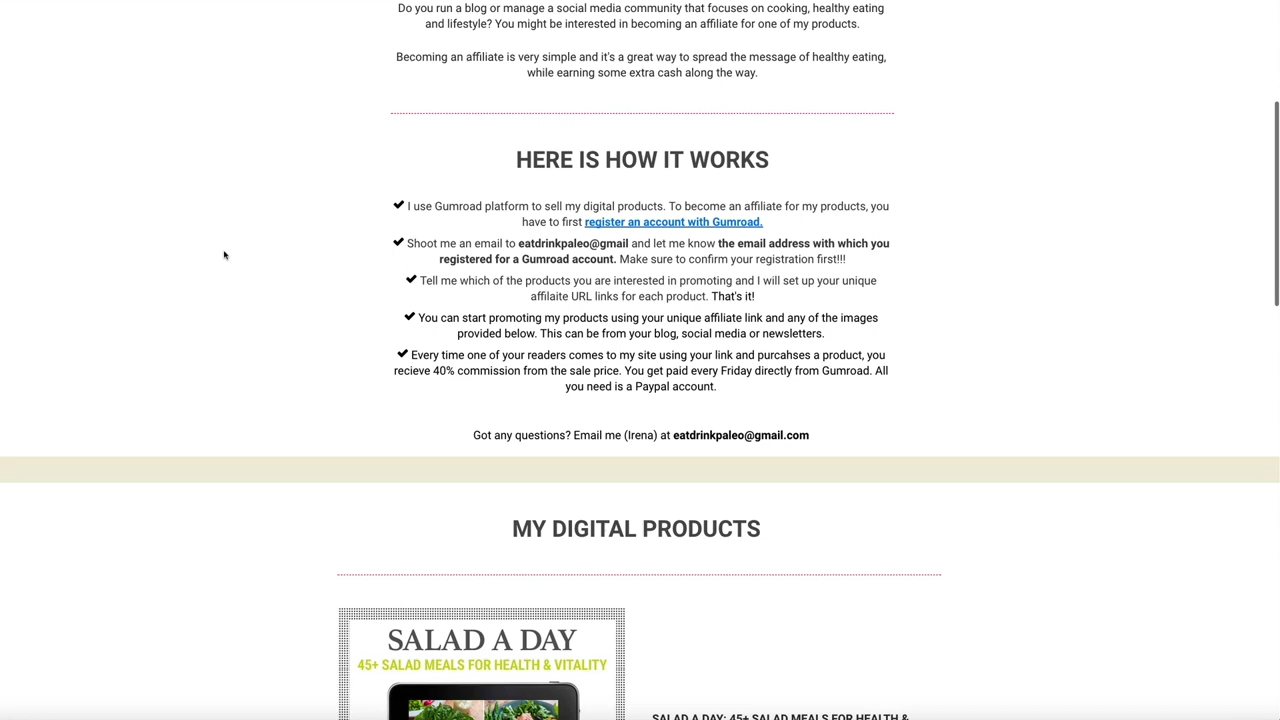 Do you run a blog or manage a social media community that focuses on cooking, healthy eating
and lifestyle? You might be interested in becoming an affiliate for one of my products.
Becoming an affiliate is very simple and it's a great way to spread the message of healthy eating,
while earning some extra cash along the way.
HERE IS HOW IT WORKS
✔ I use Gumroad platform to sell my digital products. To become an affiliate for my products, you
have to first register an account with Gumroad.
✔ Shoot me an email to eatdrinkpaleo@gmail and let me know the email address with which you
registered for a Gumroad account. Make sure to confirm your registration first!!!
✔ Tell me which of the products you are interested in promoting and I will set up your unique
affilaite URL links for each product. That's it!
✔ You can start promoting my products using your unique affiliate link and any of the images
provided below. This can be from your blog, social media or newsletters.
✔ Every time one of your readers comes to my site using your link and purcahses a product, you
recieve 40% commission from the sale price. You get paid every Friday directly from Gumroad. All
you need is a Paypal account.
Got any questions? Email me (Irena) at eatdrinkpaleo@gmail.com
MY DIGITAL PRODUCTS
SALAD A DAY
45+ SALAD MEALS FOR HEALTH & VITALITY
SALAD A DAY: 45+ SALAD MEALS FOR HEALTH &